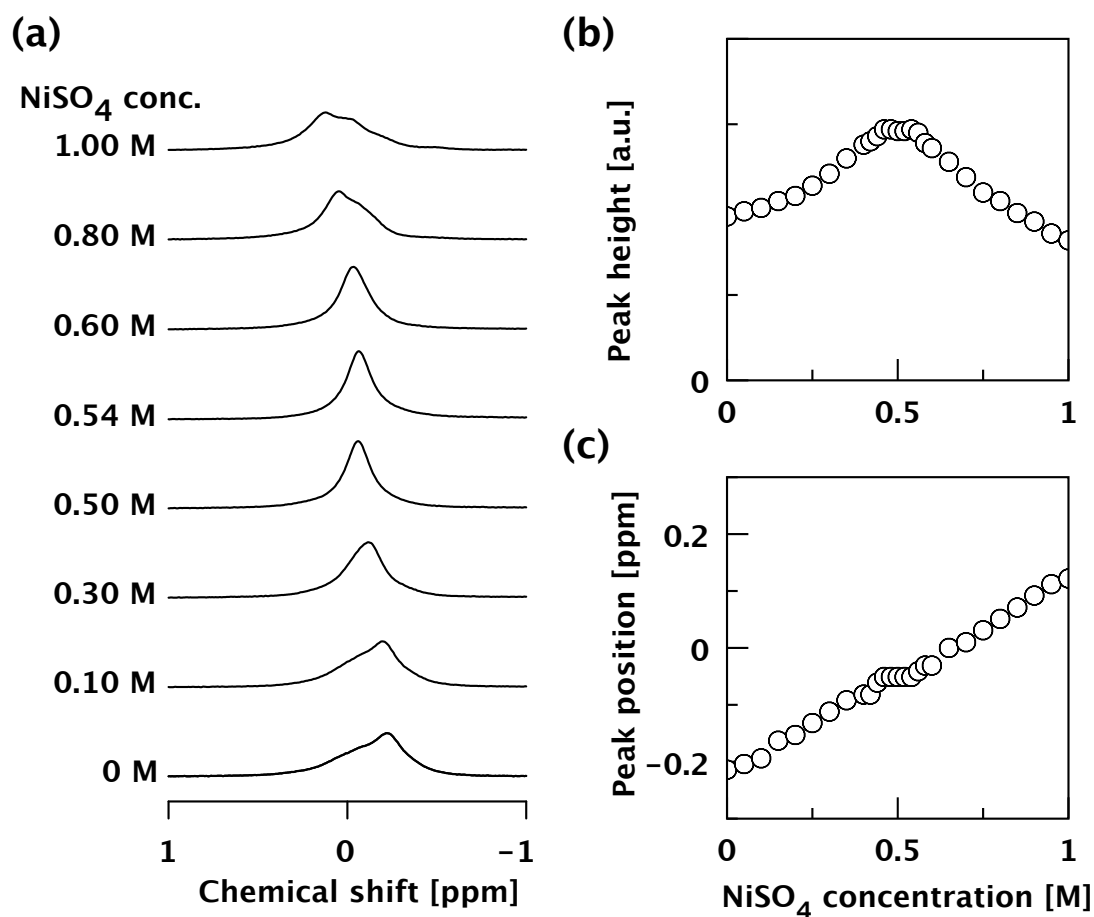 (a)
NiSO4 conc.
1.00 M
0.80 M
0.60 M
0.54 M
0.50 M
0.30 M
0.10 M
0 M
1 0 −1
Chemical shift [ppm]
(b)
Peak height [a.u.]
0
0 0.5 1
(c)
Peak position [ppm]
0.2
0
−0.2
0 0.5 1
NiSO4 concentration [M]